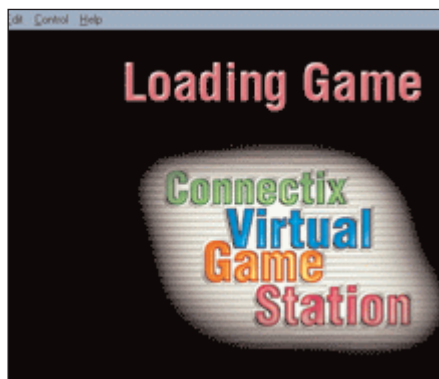 dit Control Help
Loading Game
Connectix
Virtual
Game
Station